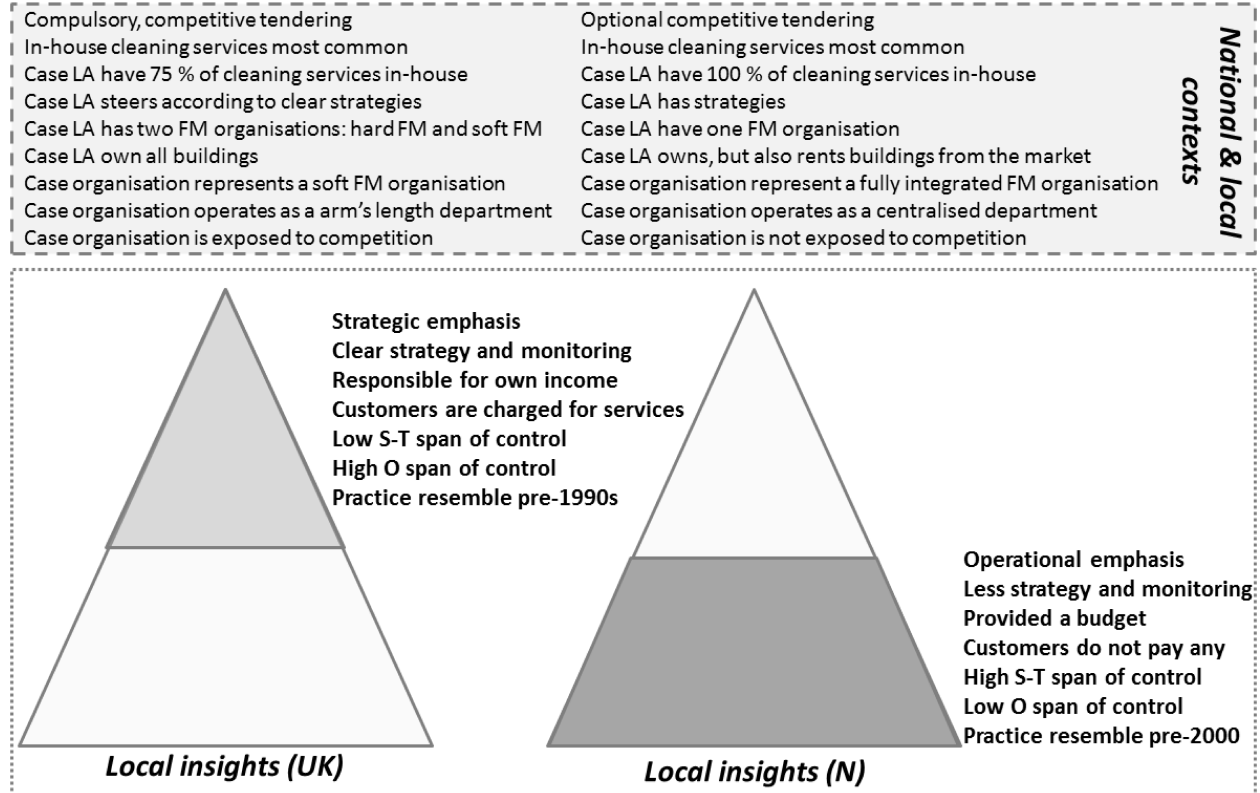 Compulsory, competitive tendering
In-house cleaning services most common
Case LA have 75 % of cleaning services in-house
Case LA steers according to clear strategies
Case LA has two FM organisations: hard FM and soft FM
Case LA own all buildings
Case organisation represents a soft FM organisation
Case organisation operates as a arm's length department
Case organisation is exposed to competition
Optional competitive tendering
In-house cleaning services most common
Case LA have 100 % of cleaning services in-house
Case LA has strategies
Case LA have one FM organisation
Case LA owns, but also rents buildings from the market
Case organisation represent a fully integrated FM organisation
Case organisation operates as a centralised department
Case organisation is not exposed to competition
National & local
contexts
Strategic emphasis
Clear strategy and monitoring
Responsible for own income
Customers are charged for services
Low S-T span of control
High O span of control
Practice resemble pre-1990s
Operational emphasis
Less strategy and monitoring
Provided a budget
Customers do not pay any
High S-T span of control
Low O span of control
Practice resemble pre-2000
Local insights (UK)
Local insights (N)